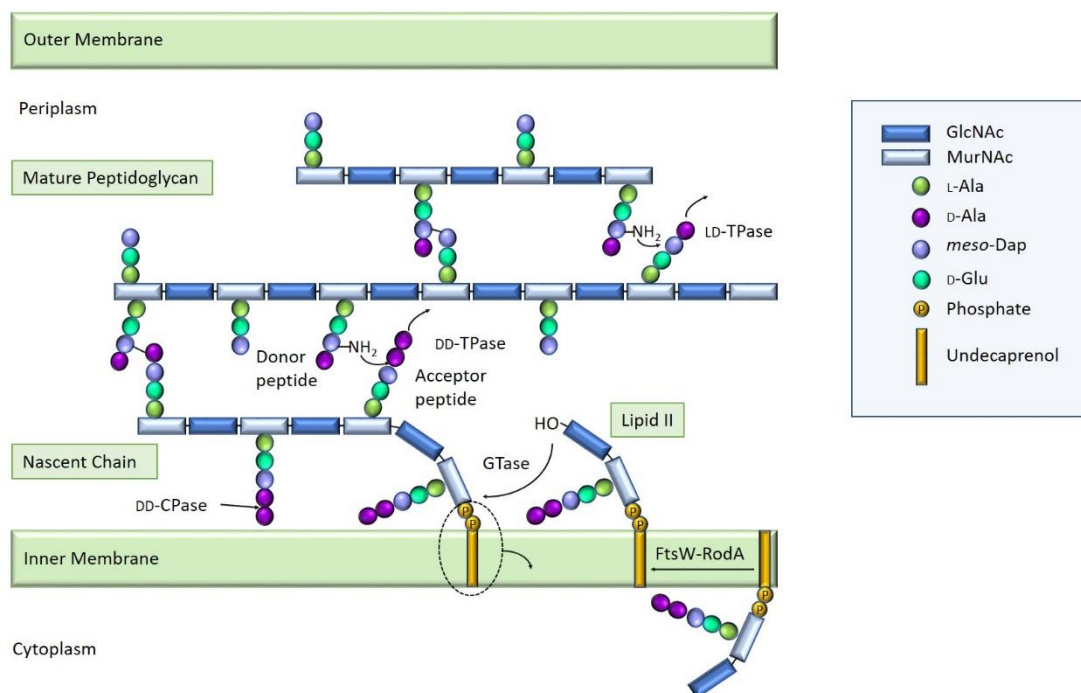 Outer Membrane
Periplasm
Mature Peptidoglycan
NH₂
LD-TPase
NH₂
DD-TPase
Donor
peptide
Acceptor
peptide
HO
Lipid II
Nascent Chain
GTase
DD-CPase
P
P
P
P
Inner Membrane
FtsW-RodA
P
P
Cytoplasm
GlcNAc
MurNAc
L-Ala
D-Ala
meso-Dap
D-Glu
P Phosphate
Undecaprenol